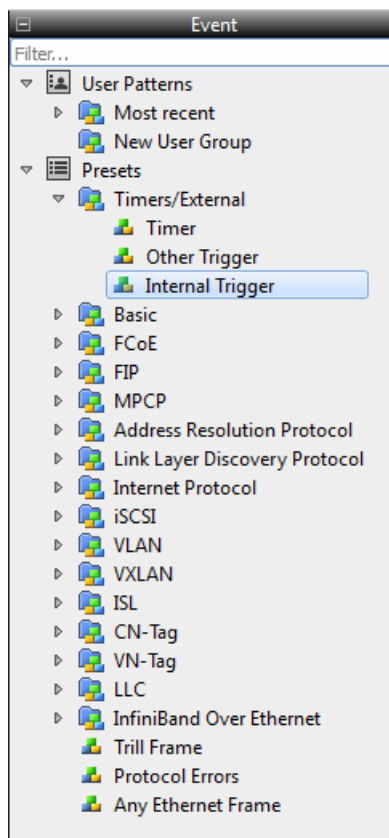 Event
Filter...
User Patterns
Most recent
New User Group
Presets
Timers/External
Timer
Other Trigger
Internal Trigger
Basic
FCoE
FIP
MPCP
Address Resolution Protocol
Link Layer Discovery Protocol
Internet Protocol
iSCSI
VLAN
VXLAN
ISL
CN-Tag
VN-Tag
LLC
InfiniBand Over Ethernet
Trill Frame
Protocol Errors
Any Ethernet Frame